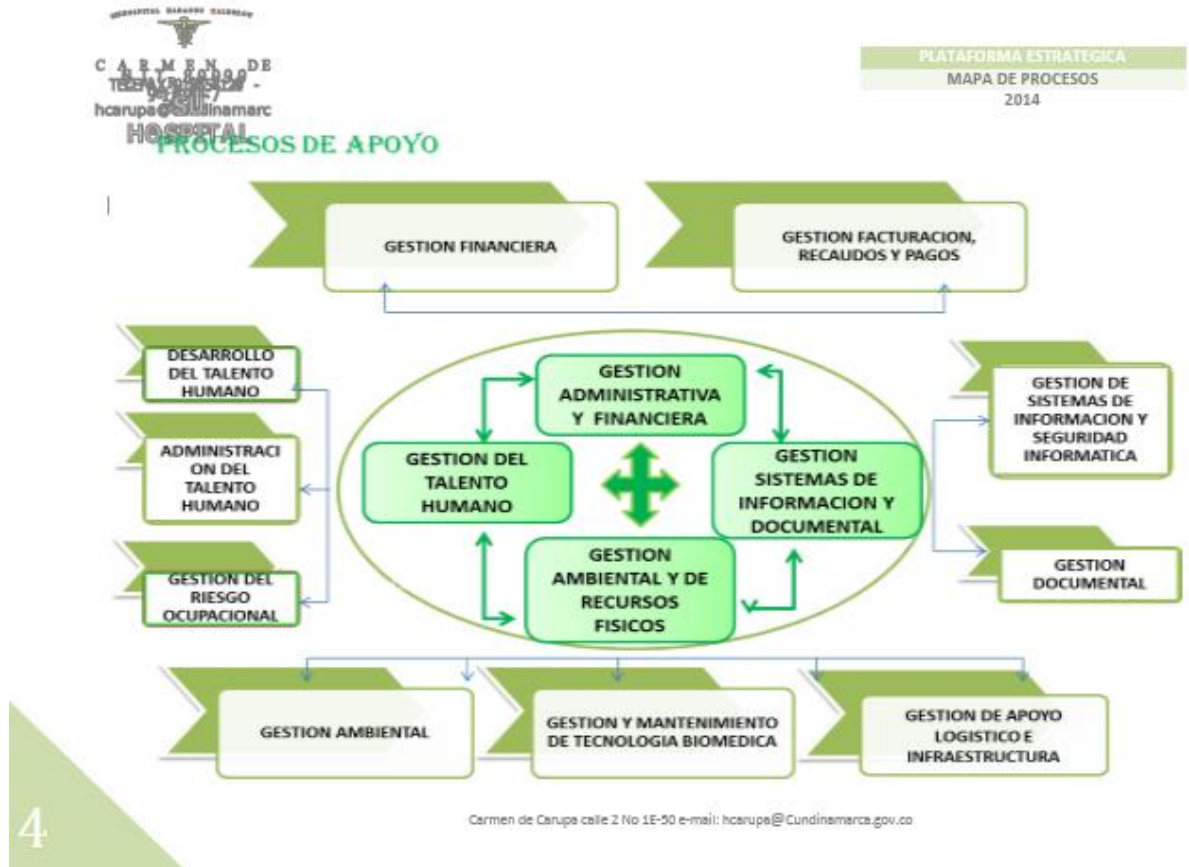 PLATAFORMA ESTRATEGICA
MAPA DE PROCESOS
2014
CARMEN DE
hcarupa@Cundinamarc
HOSPITAL
PROCESOS DE APOYO
GESTION FINANCIERA
GESTION FACTURACION,
RECAUDOS Y PAGOS
DESARROLLO
DEL TALENTO
HUMANO
ADMINISTRACI
ON DEL
TALENTO
HUMANO
GESTION DEL
RIESGO
OCUPACIONAL
GESTION
ADMINISTRATIVA
Y FINANCIERA
GESTION DEL
TALENTO
HUMANO
GESTION
SISTEMAS DE
INFORMACION Y
DOCUMENTAL
GESTION
AMBIENTAL Y DE
RECURSOS
FISICOS
GESTION DE
SISTEMAS DE
INFORMACION Y
SEGURIDAD
INFORMATICA
GESTION
DOCUMENTAL
GESTION AMBIENTAL
GESTION Y MANTENIMIENTO
DE TECNOLOGIA BIOMEDICA
GESTION DE APOYO
LOGISTICO E
INFRAESTRUCTURA
4
Carmen de Carupa calle 2 No 1E-50 e-mail: hcarupa@Cundinamarca.gov.co